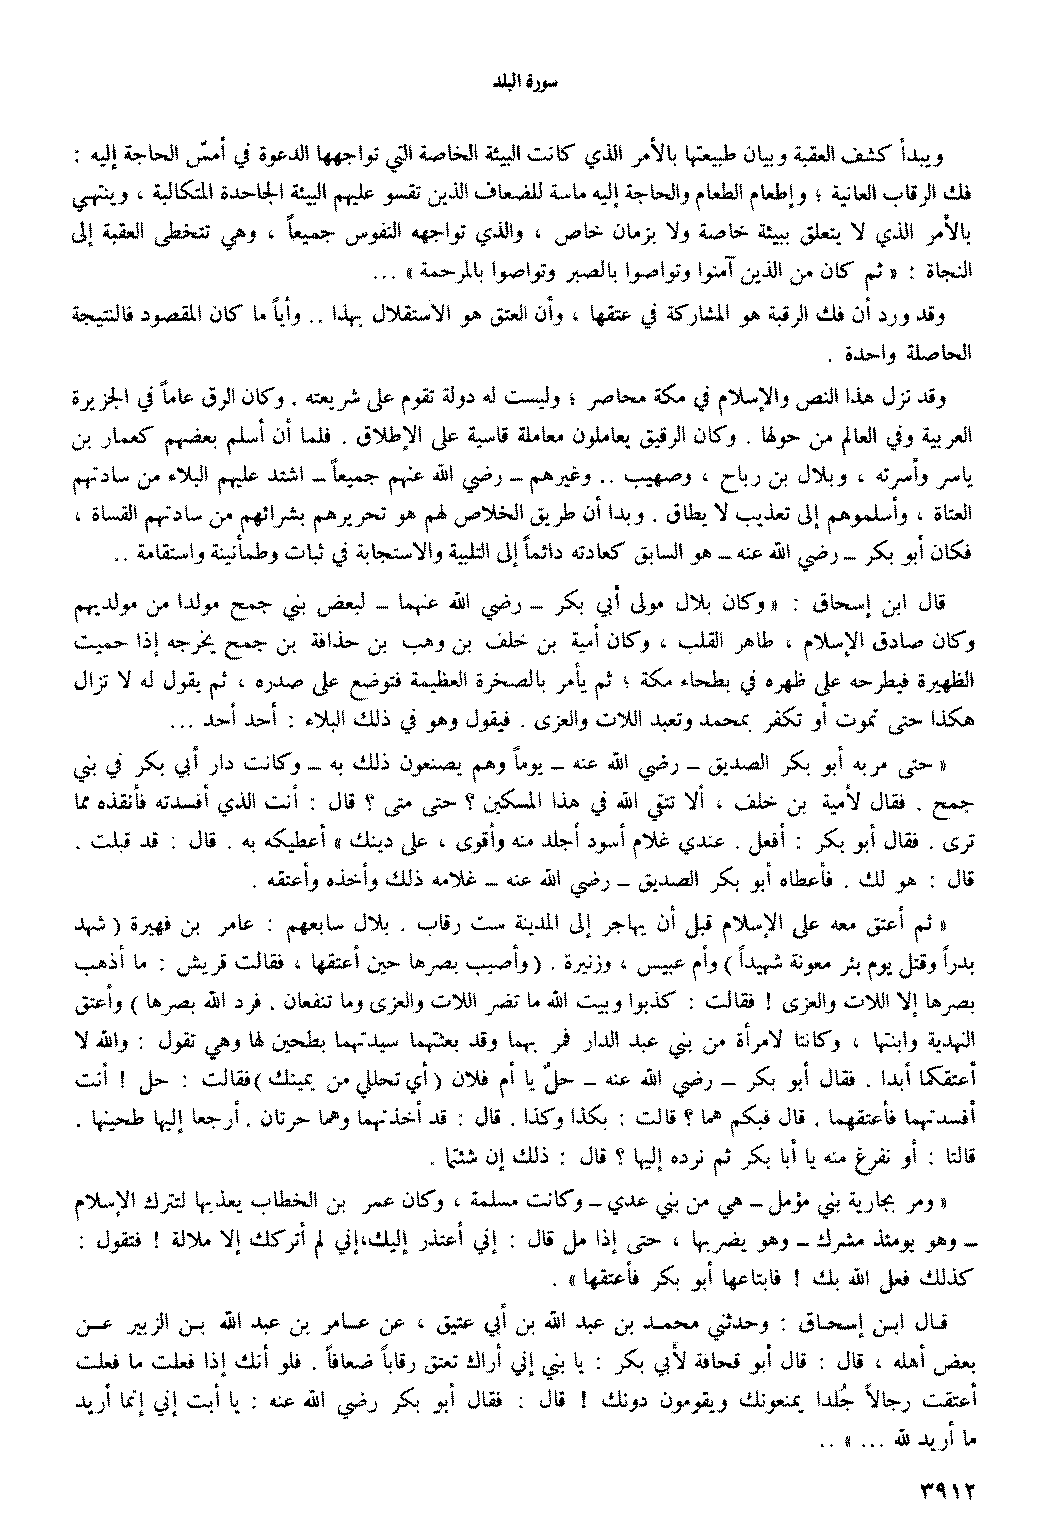 سورة البلد
ويبدأ كشف العقبة وبيان طبيعتها بالأمر الذي كانت البيئة الخاصة التي تواجهها الدعوة في أمسّ الحاجة إليه :
فك الرقاب العانية ؛ وإطعام الطعام والحاجة إليه ماسة للضعاف الذين تقسو عليهم البيئة الجاحدة المتكالبة ، وينتهي
بالأمر الذي لا يتعلق ببيئة خاصة ولا بزمان خاص ، والذي تواجهه النفوس جميعاً ، وهي تتخطى العقبة إلى
النجاة : « ثم كان من الذين آمنوا وتواصوا بالصبر وتواصوا بالمرحمة » ...
وقد ورد أن فك الرقبة هو المشاركة في عتقها ، وأن العتق هو الاستقلال بهذا .. وأياً ما كان المقصود فالنتيجة
الحاصلة واحدة .
وقد نزل هذا النص والإسلام في مكة محاصر ؛ وليست له دولة تقوم على شريعته . وكان الرق عاماً في الجزيرة
العربية وفي العالم من حولها . وكان الرقيق يعاملون معاملة قاسية على الإطلاق . فلما أن أسلم بعضهم كعمار بن
ياسر وأسرته ، وبلال بن رباح ، وصهيب .. وغيرهم – رضي الله عنهم جميعاً – اشتد عليهم البلاء من سادتهم
العتاة ، وأسلموهم إلى تعذيب لا يطاق . وبدا أن طريق الخلاص لهم هو تحريرهم بشرائهم من سادتهم القساة ،
فكان أبو بكر – رضي الله عنه – هو السابق كعادته دائماً إلى التلبية والاستجابة في ثبات وطمأنينة واستقامة ..
قال ابن إسحاق : « وكان بلال مولى أبي بكر – رضي الله عنهما – لبعض بني جمح مولدا من مولديهم
وكان صادق الإسلام ، طاهر القلب ، وكان أمية بن خلف بن وهب بن حذافة بن جمح يخرجه إذا حميت
الظهيرة فيطرحه على ظهره في بطحاء مكة ؛ ثم يأمر بالصخرة العظيمة فتوضع على صدره ، ثم يقول له لا تزال
هكذا حتى تموت أو تكفر بمحمد وتعبد اللات والعزى . فيقول وهو في ذلك البلاء : أحد أحد ...
« حتى مر به أبو بكر الصديق – رضي الله عنه – يوماً وهم يصنعون ذلك به – وكانت دار أبي بكر في بني
جمح . فقال لأمية بن خلف ، ألا تتقي الله في هذا المسكين ؟ حتى متى ؟ قال : أنت الذي أفسدته فأنقذه مما
ترى . فقال أبو بكر : أفعل . عندي غلام أسود أجلد منه وأقوى ، على دينك » أعطيكه به . قال : قد قبلت .
قال : هو لك . فأعطاه أبو بكر الصديق – رضي الله عنه – غلامه ذلك وأخذه وأعتقه .
« ثم أعتق معه على الإسلام قبل أن يهاجر إلى المدينة ست رقاب . بلال سابعهم : عامر بن فهيرة ( شهد
بدراً وقتل يوم بئر معونة شهيداً ) وأم عبيس ، وزنيرة . ( وأصيب بصرها حين أعتقها ، فقالت قريش : ما أذهب
بصرها إلا اللات والعزى ! فقالت : كذبوا وبيت الله ما تضر اللات والعزى وما تنفعان . فرد الله بصرها ) وأعتق
النهدية وابنتها ، وكانتا لامرأة من بني عبد الدار فمر بهما وقد بعثتهما سيدتهما بطحين لها وهي تقول : والله لا
أعتقكما أبدا . فقال أبو بكر – رضي الله عنه – حلٌ يا أم فلان ( أي تحللي من يمينك ) فقالت : حل ! أنت
أفسدتهما فأعتقهما . قال فبكم هما ؟ قالت : بكذا وكذا . قال : قد أخذتهما وهما حرتان . أرجعا إليها طحينها .
قالتا : أو نفرغ منه يا أبا بكر ثم نرده إليها ؟ قال : ذلك إن شئتما .
« ومر بجارية بني مؤمل – هي من بني عدي – وكانت مسلمة ، وكان عمر بن الخطاب يعذبها لتترك الإسلام
– وهو يومئذ مشرك – وهو يضربها ، حتى إذا مل قال : إني أعتذر إليك،إني لم أتركك إلا ملالة ! فتقول :
كذلك فعل الله بك ! فابتاعها أبو بكر فأعتقها » .
قال ابن إسحاق : وحدثني محمد بن عبد الله بن أبي عتيق ، عن عامر بن عبد الله بن الزبير عن
بعض أهله ، قال : قال أبو قحافة لأبي بكر : يا بني إني أراك تعتق رقاباً ضعافاً . فلو أنك إذا فعلت ما فعلت
أعتقت رجالاً جُلدا يمنعونك ويقومون دونك ! قال : فقال أبو بكر رضي الله عنه : يا أبت إني إنما أريد
ما أريد لله ... » ..
٣٩١٢